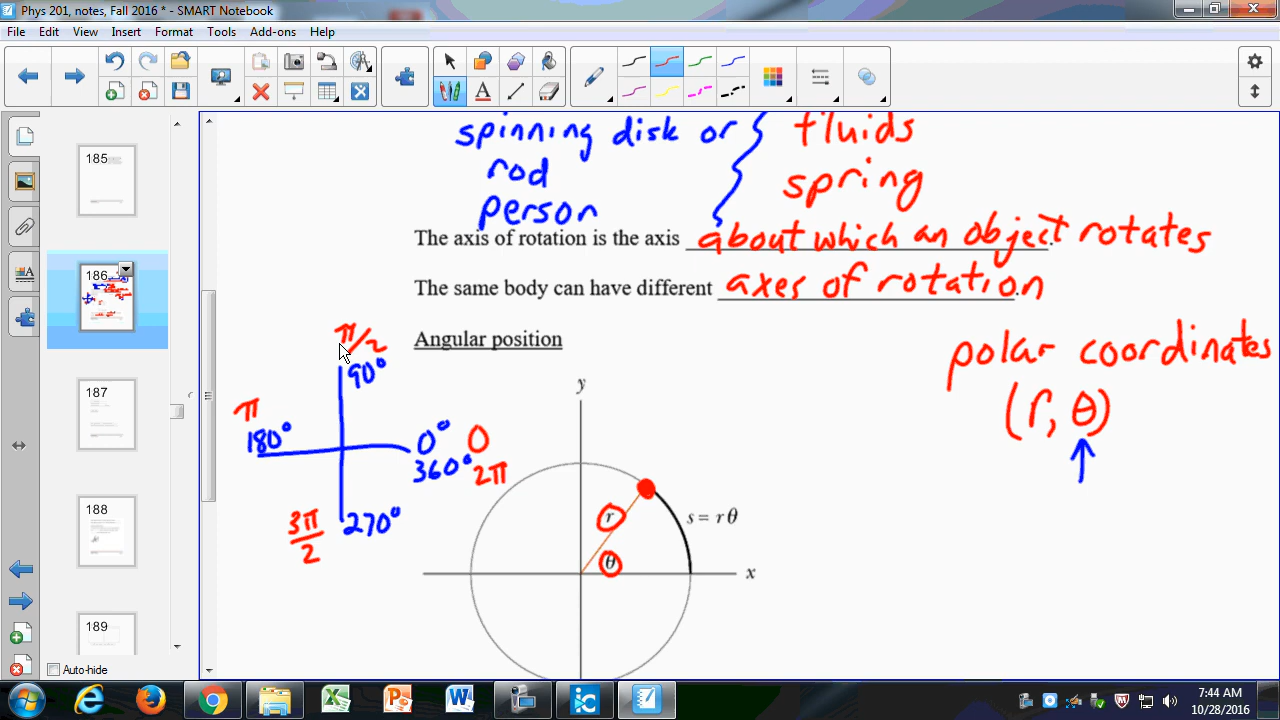 Phys 201, notes, Fall 2016 * - SMART Notebook
File Edit View Insert Format Tools Add-ons Help
185
186
187
188
189
Auto-hide
spinning disk or fluids
rod spring
person
The axis of rotation is the axis about which an object rotates.
The same body can have different axes of rotation.
Angular position
π/2
90°
π
180°
0° 0
360° 2π
3π/2 270°
y
r
s = rθ
θ
x
polar coordinates
(r, θ)
↑
7:44 AM
10/28/2016